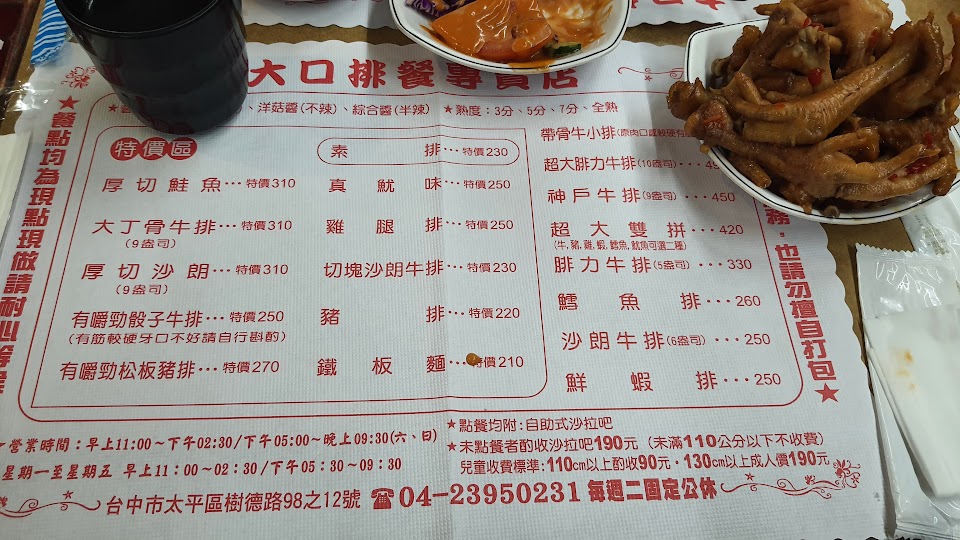 大口排餐專賣店
洋菇醬(不辣)、綜合醬(半辣) ★熟度：3分、5分、7分、全熟
★餐點均為現點現做請耐心等
特價區
厚切鮭魚⋯特價310
大丁骨牛排⋯特價310
(9盎司)
厚切沙朗⋯特價310
(9盎司)
有嚼勁骰子牛排⋯特價250
(有筋較硬牙口不好請自行斟酌)
有嚼勁松板豬排⋯特價270
素排⋯特價230
真魷味⋯特價250
雞腿排⋯特價250
切塊沙朗牛排⋯特價230
豬排⋯特價220
鐵板麵⋯特價210
帶骨牛小排(原肉口感較硬有
超大腓力牛排(10盎司)⋯
神戶牛排(9盎司)⋯450
超大雙拼⋯420
(牛,豬,雞,蝦,鱈魚,魷魚可選二種)
腓力牛排(5盎司)⋯330
鱈魚排⋯260
沙朗牛排(6盎司)⋯250
鮮蝦排⋯250
務，也請勿擅自打包★
營業時間：早上11:00～下午02:30/下午05:00～晚上09:30(六、日)
星期一至星期五 早上11：00～02：30/下午05：30～09：30
★點餐均附：自助式沙拉吧
★未點餐者酌收沙拉吧190元（未滿110公分以下不收費）
兒童收費標準：110cm以上酌收90元・130cm以上成人價190元
台中市太平區樹德路98之12號 ☎04-23950231 每週二固定公休